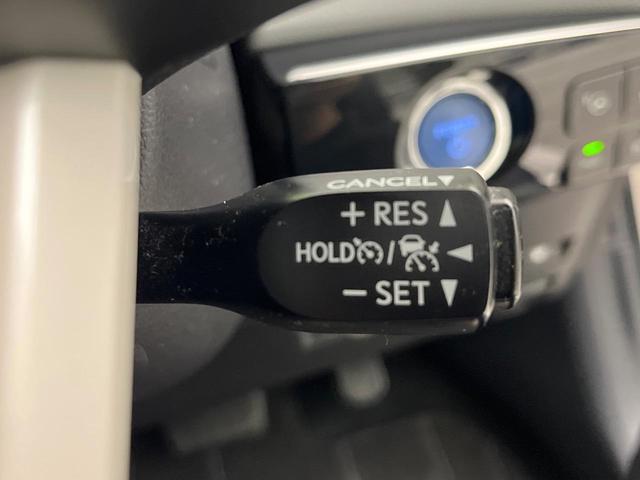 CANCEL▼
+ RES ▲
HOLD / ◄
− SET ▼